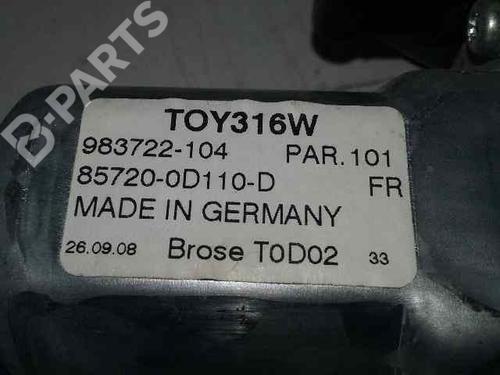 B-PARTS
TOY316W
983722-104 PAR.101
85720-0D110-D FR
MADE IN GERMANY
26.09.08 Brose T0D02 33